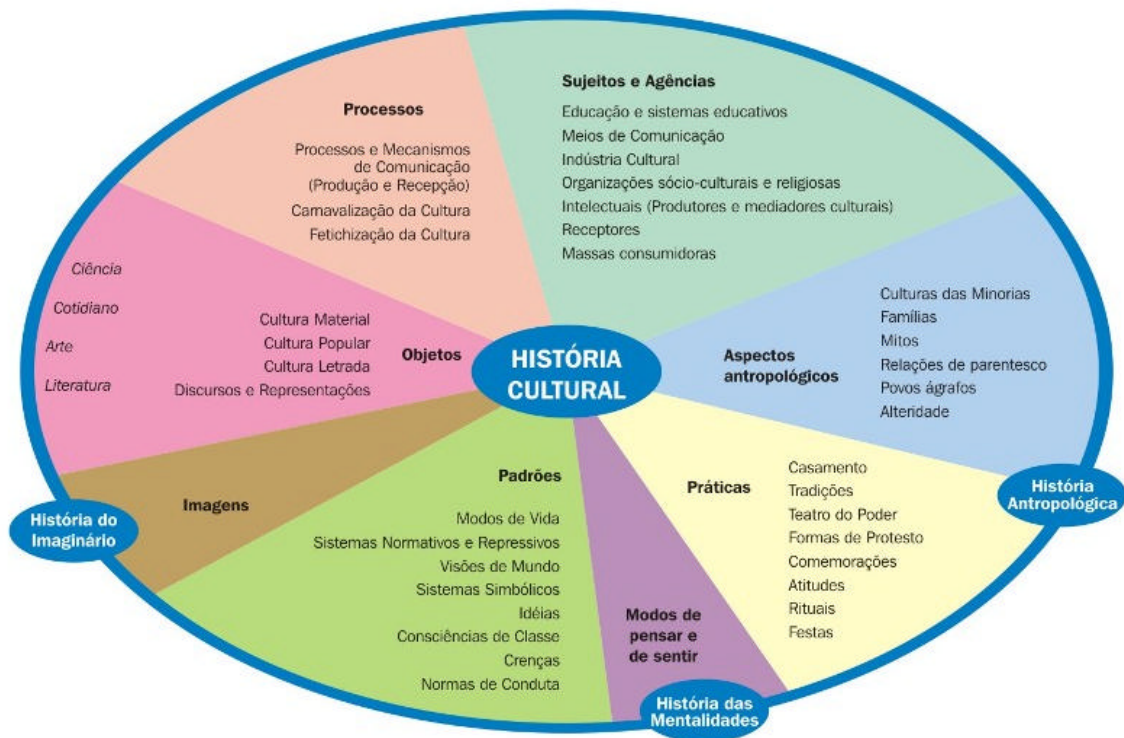 Processos
Processos e Mecanismos
de Comunicação
(Produção e Recepção)
Carnavalização da Cultura
Fetichização da Cultura
Sujeitos e Agências
Educação e sistemas educativos
Meios de Comunicação
Indústria Cultural
Organizações sócio-culturais e religiosas
Intelectuais (Produtores e mediadores culturais)
Receptores
Massas consumidoras
Ciência
Cotidiano
Arte
Literatura
Cultura Material
Cultura Popular
Cultura Letrada
Discursos e Representações
Objetos
HISTÓRIA
CULTURAL
Aspectos
antropológicos
Culturas das Minorias
Famílias
Mitos
Relações de parentesco
Povos ágrafos
Alteridade
História do
Imaginário
Imagens
Padrões
Modos de Vida
Sistemas Normativos e Repressivos
Visões de Mundo
Sistemas Simbólicos
Idéias
Consciências de Classe
Crenças
Normas de Conduta
Modos de
pensar e
de sentir
História das
Mentalidades
Práticas
Casamento
Tradições
Teatro do Poder
Formas de Protesto
Comemorações
Atitudes
Rituais
Festas
História
Antropológica